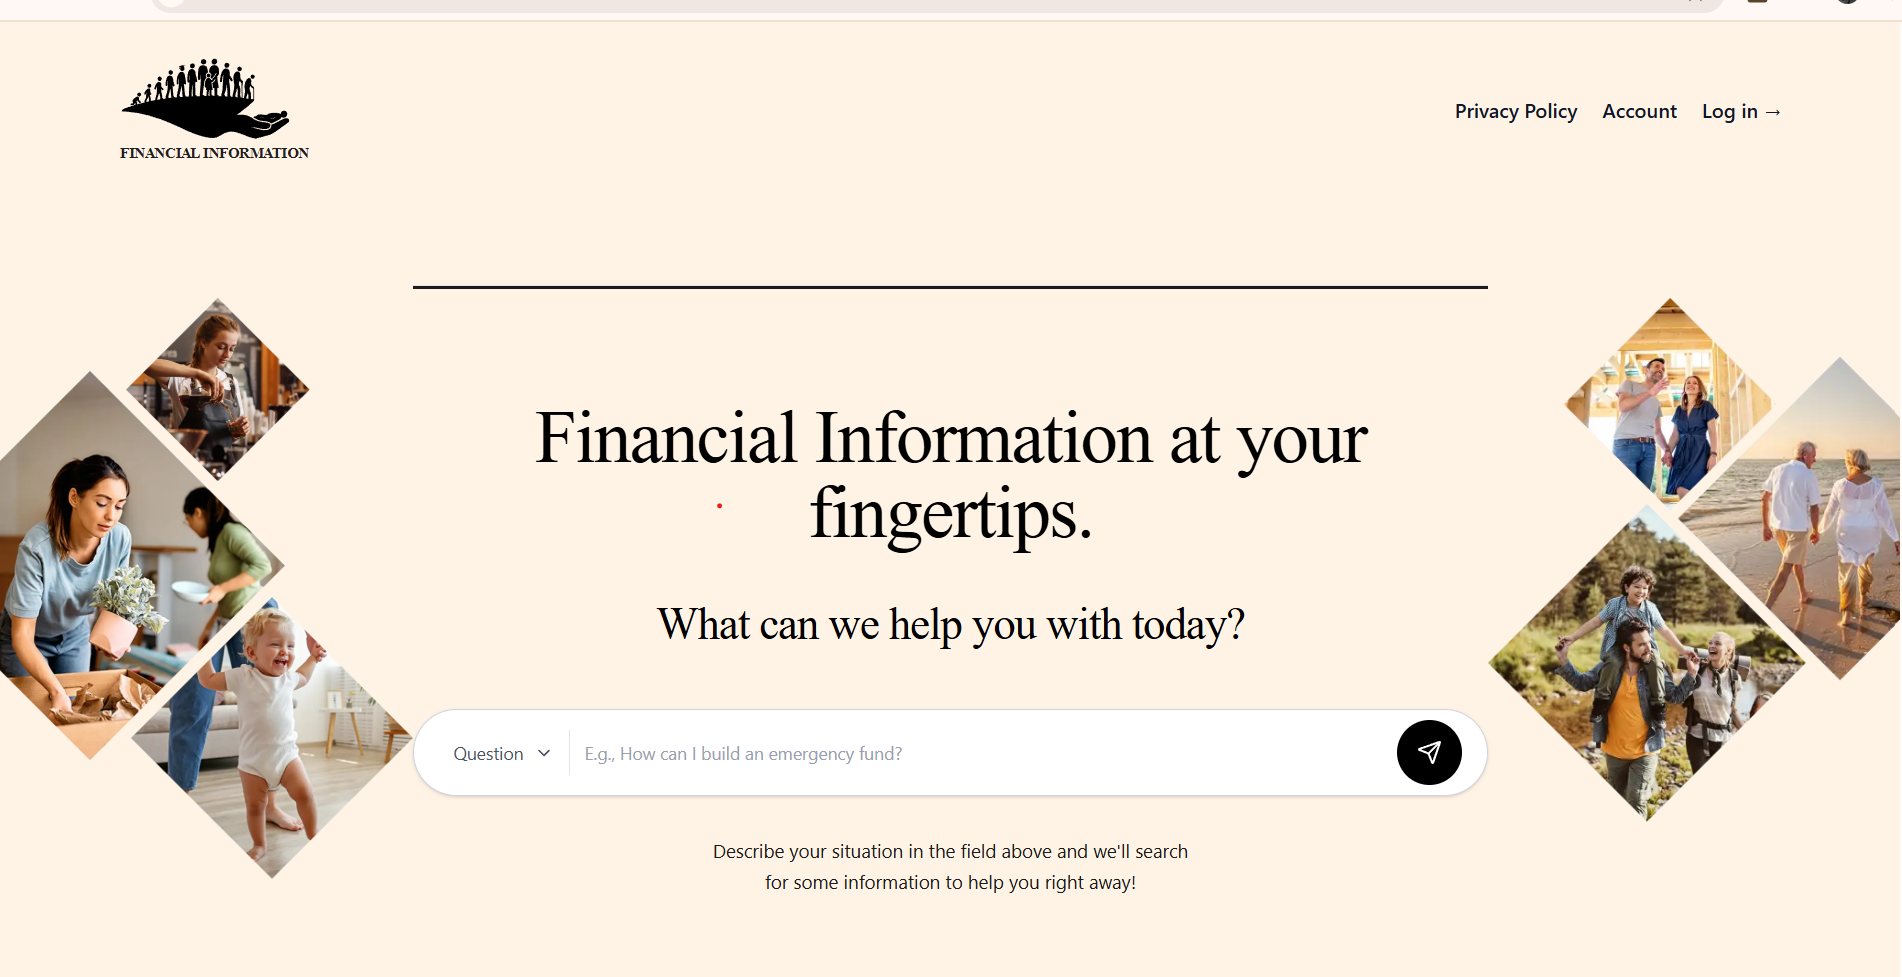 FINANCIAL INFORMATION
Privacy Policy Account Log in →
Financial Information at your
fingertips.
What can we help you with today?
Question E.g., How can I build an emergency fund?
Describe your situation in the field above and we'll search
for some information to help you right away!